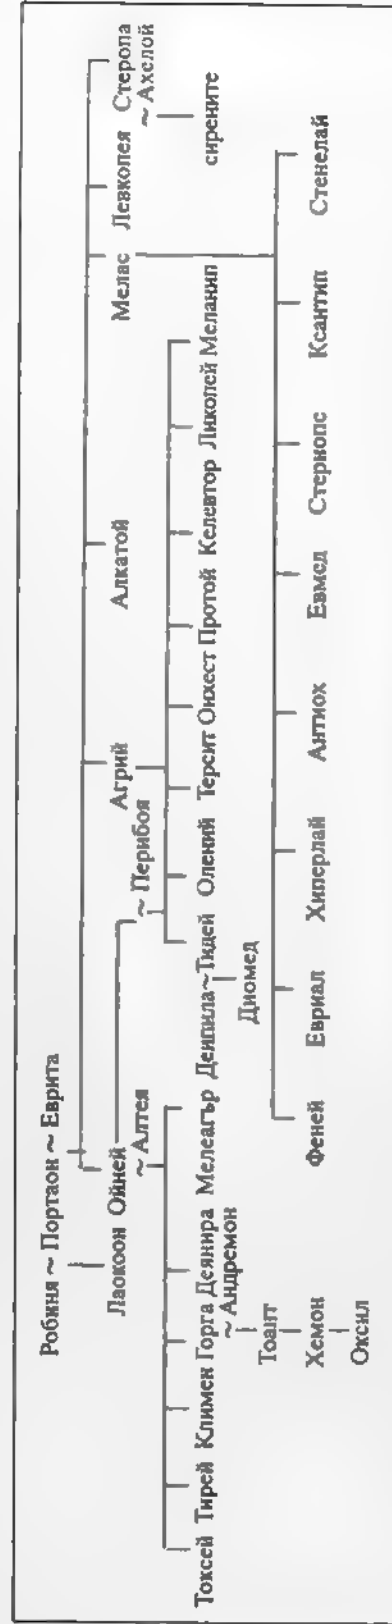 Робиня ~ Портаон ~ Еврита
Лаокоон Ойней Агрий Алкатой Мелас Левкопея Стеропа
~ Алтея ~ Перибоя ~ Ахелой
Токсей Тирей Климен Горга Деянира Мелеагър Деипила~Тидей Олений Терсит Онхест Протой Келевтор Ликопей Меланип сирените
~ Андремон Диомед
Тоант
Хемон
Оксил
Феней Евриал Хиперлай Антиох Евмед Стернопс Ксантип Стенелай